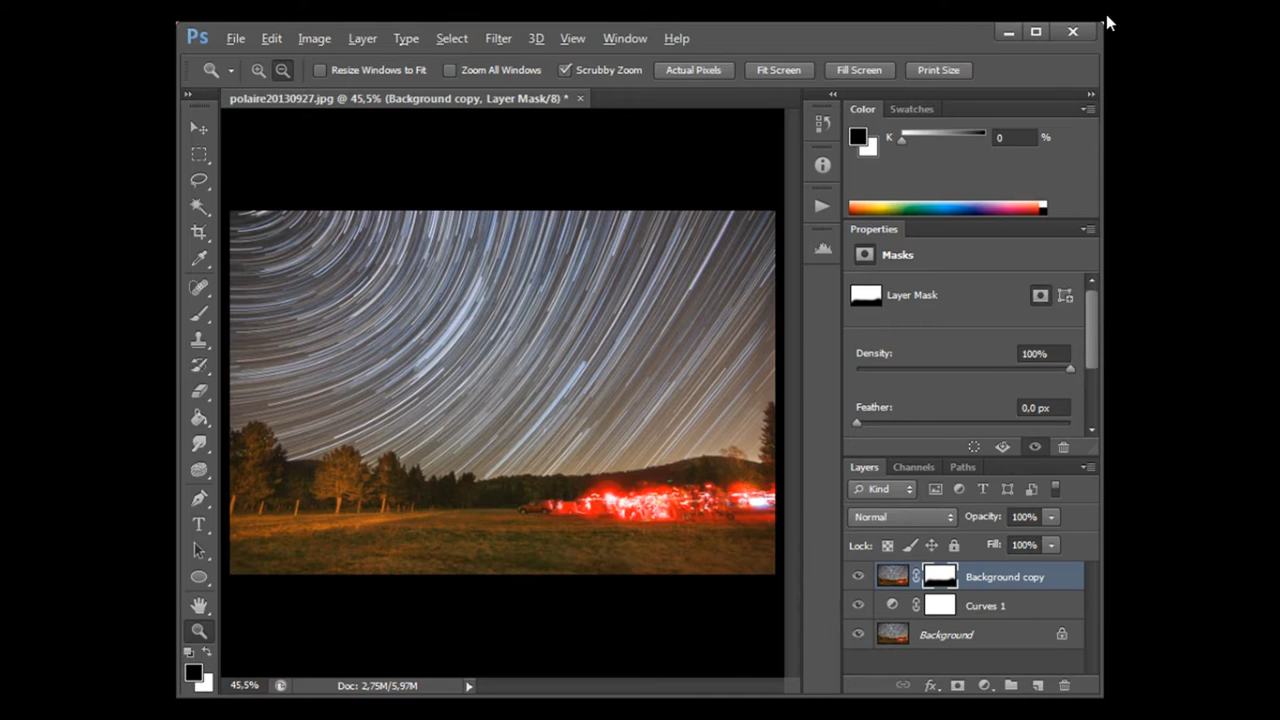 Ps File Edit Image Layer Type Select Filter 3D View Window Help
Resize Windows to Fit Zoom All Windows Scrubby Zoom Actual Pixels Fit Screen Fill Screen Print Size
polaire20130927.jpg @ 45,5% (Background copy, Layer Mask/8) *
Color Swatches
K 0 %
Properties
Masks
Layer Mask
Density: 100%
Feather: 0,0 px
Layers Channels Paths
Kind
Normal Opacity: 100%
Lock: Fill: 100%
Background copy
Curves 1
Background
fx
45,5% Doc: 2,75M/5,97M